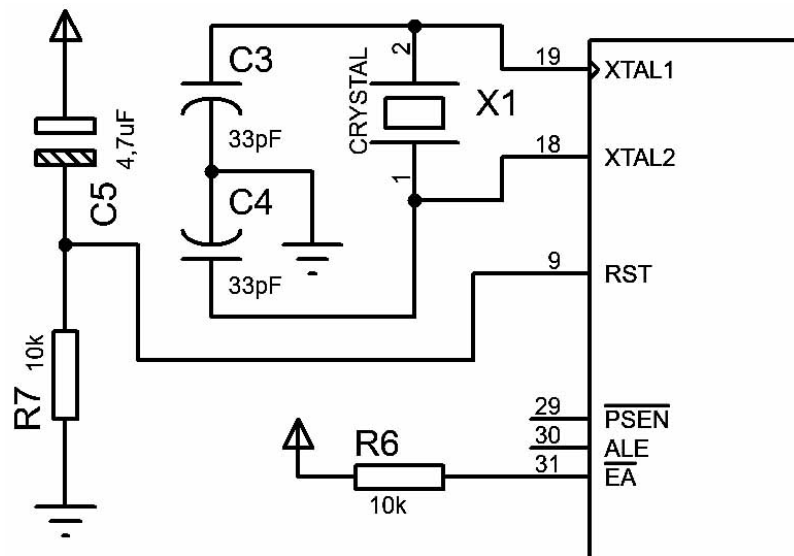 C3
33pF
C4
33pF
4,7uF
C5
10k
R7
2
CRYSTAL
X1
1
19
XTAL1
18
XTAL2
9
RST
29
PSEN
30
ALE
31
EA
R6
10k